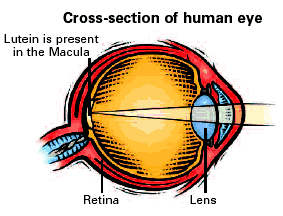 Cross-section of human eye
Lutein is present
in the Macula
Retina
Lens